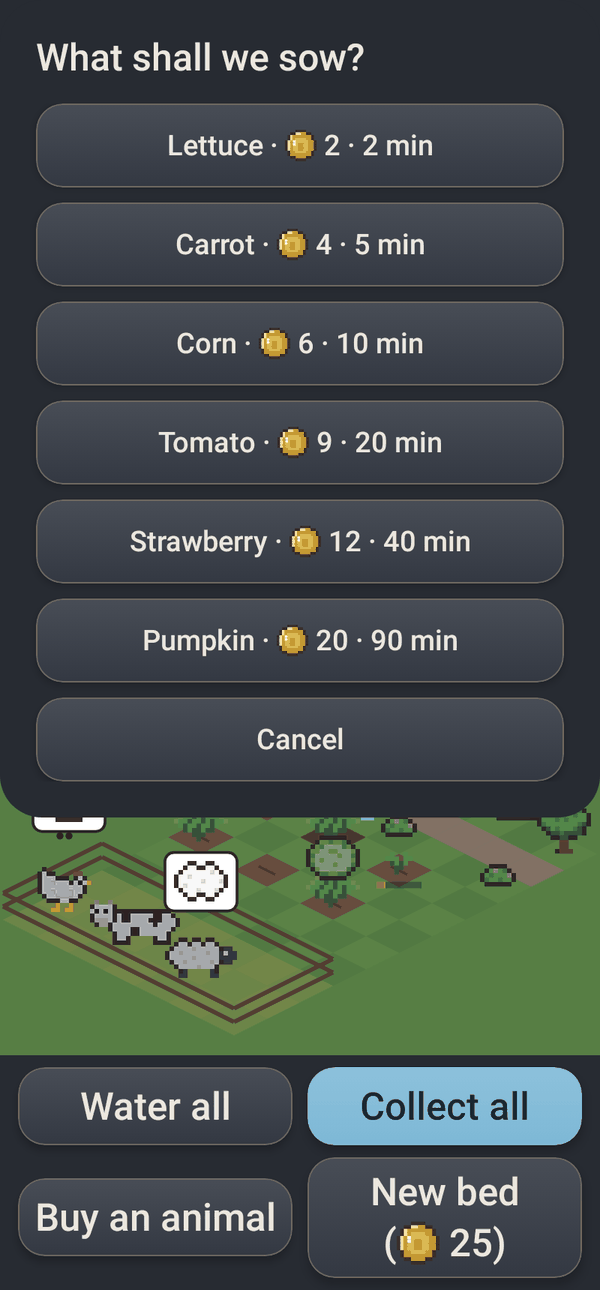 What shall we sow?
Lettuce · 2 · 2 min
Carrot · 4 · 5 min
Corn · 6 · 10 min
Tomato · 9 · 20 min
Strawberry · 12 · 40 min
Pumpkin · 20 · 90 min
Cancel
Water all
Collect all
Buy an animal
New bed
(25)